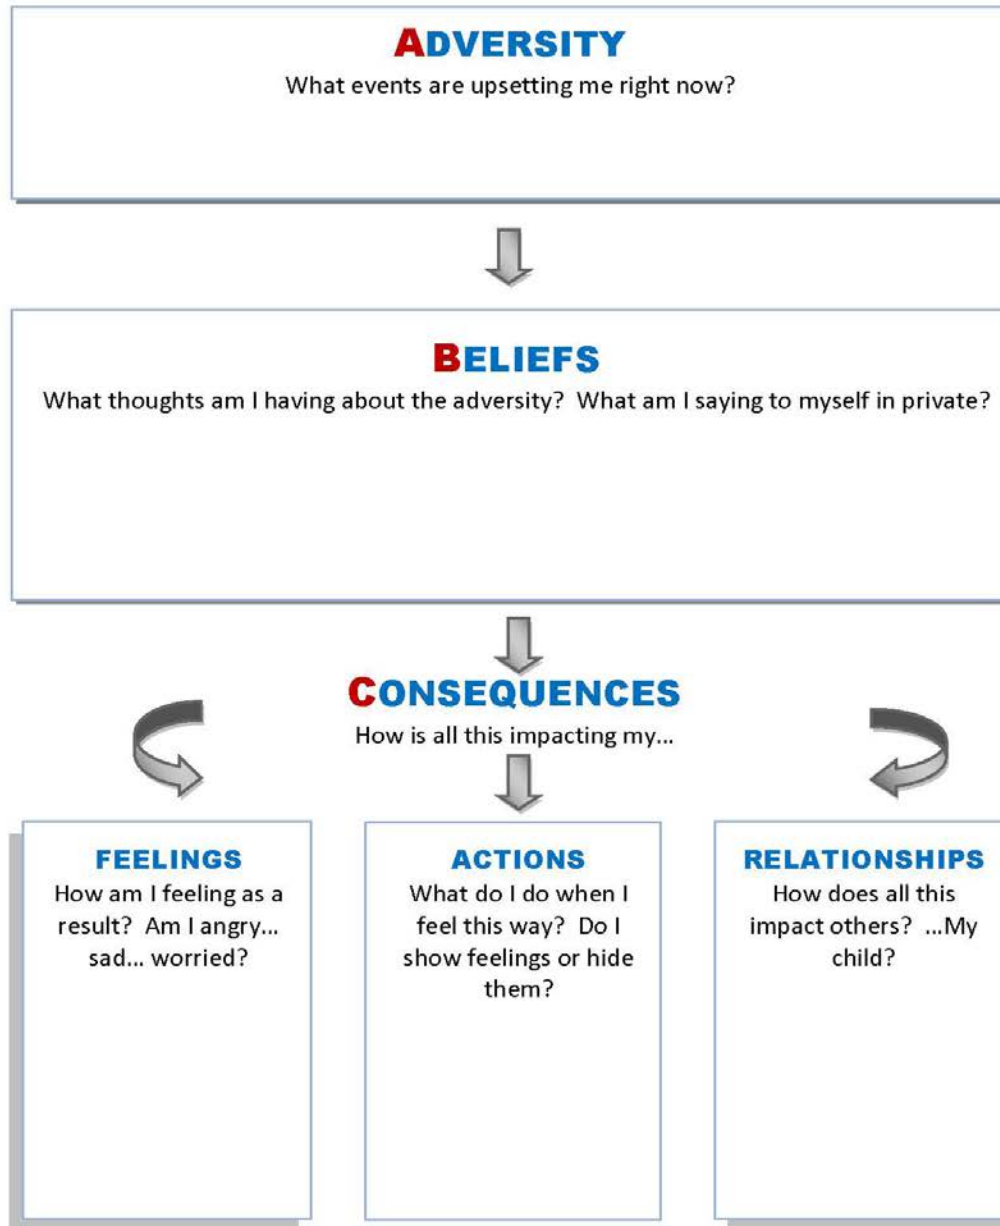 ADVERSITY
What events are upsetting me right now?
BELIEFS
What thoughts am I having about the adversity?  What am I saying to myself in private?
CONSEQUENCES
How is all this impacting my...
FEELINGS
How am I feeling as a
result?  Am I angry...
sad... worried?
ACTIONS
What do I do when I
feel this way?  Do I
show feelings or hide
them?
RELATIONSHIPS
How does all this
impact others?  ...My
child?